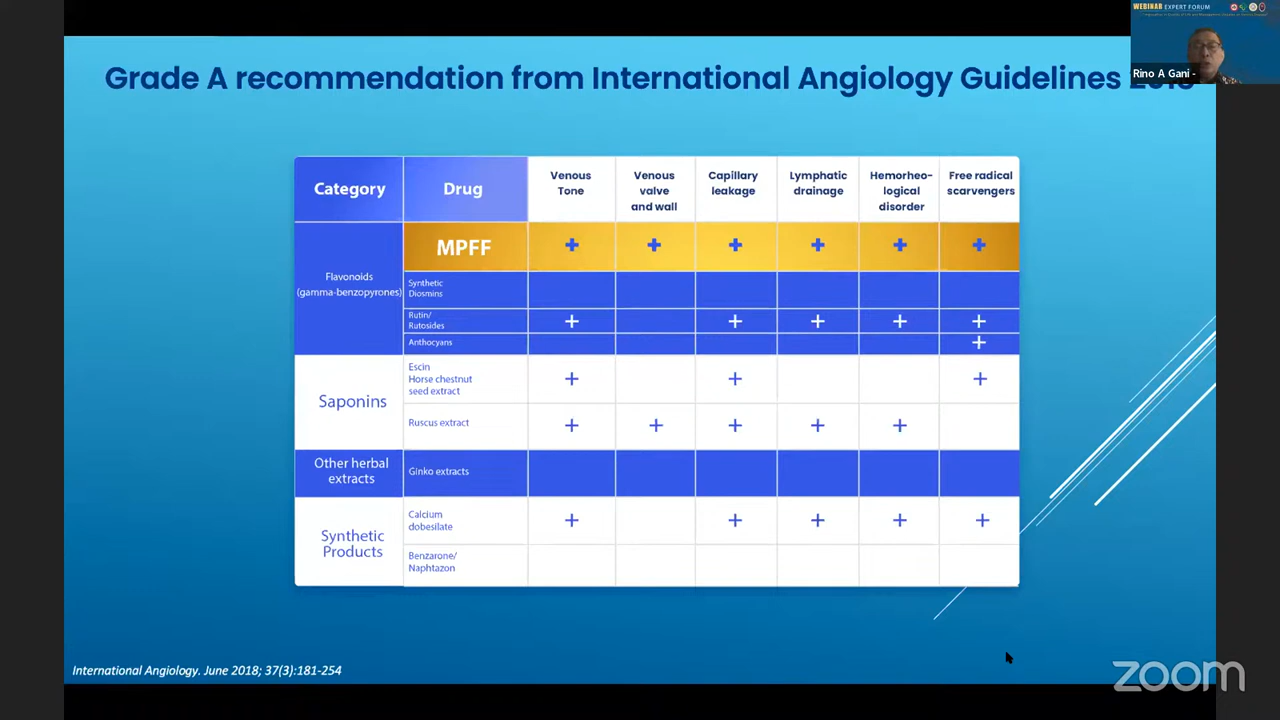 WEBINAR EXPERT FORUM
Rino A Gani -
Grade A recommendation from International Angiology Guidelines
Category Drug Venous Tone Venous valve and wall Capillary leakage Lymphatic drainage Hemorheo-logical disorder Free radical scarvengers
Flavonoids
(gamma-benzopyrones)
MPFF + + + + + +
Synthetic
Diosmins
Rutin/
Rutosides + + + + +
Anthocyans +
Saponins
Escin
Horse chestnut
seed extract + + +
Ruscus extract + + + + +
Other herbal
extracts
Ginko extracts
Synthetic
Products
Calcium
dobesilate + + + + +
Benzarone/
Naphtazon
International Angiology. June 2018; 37(3):181-254
zoom